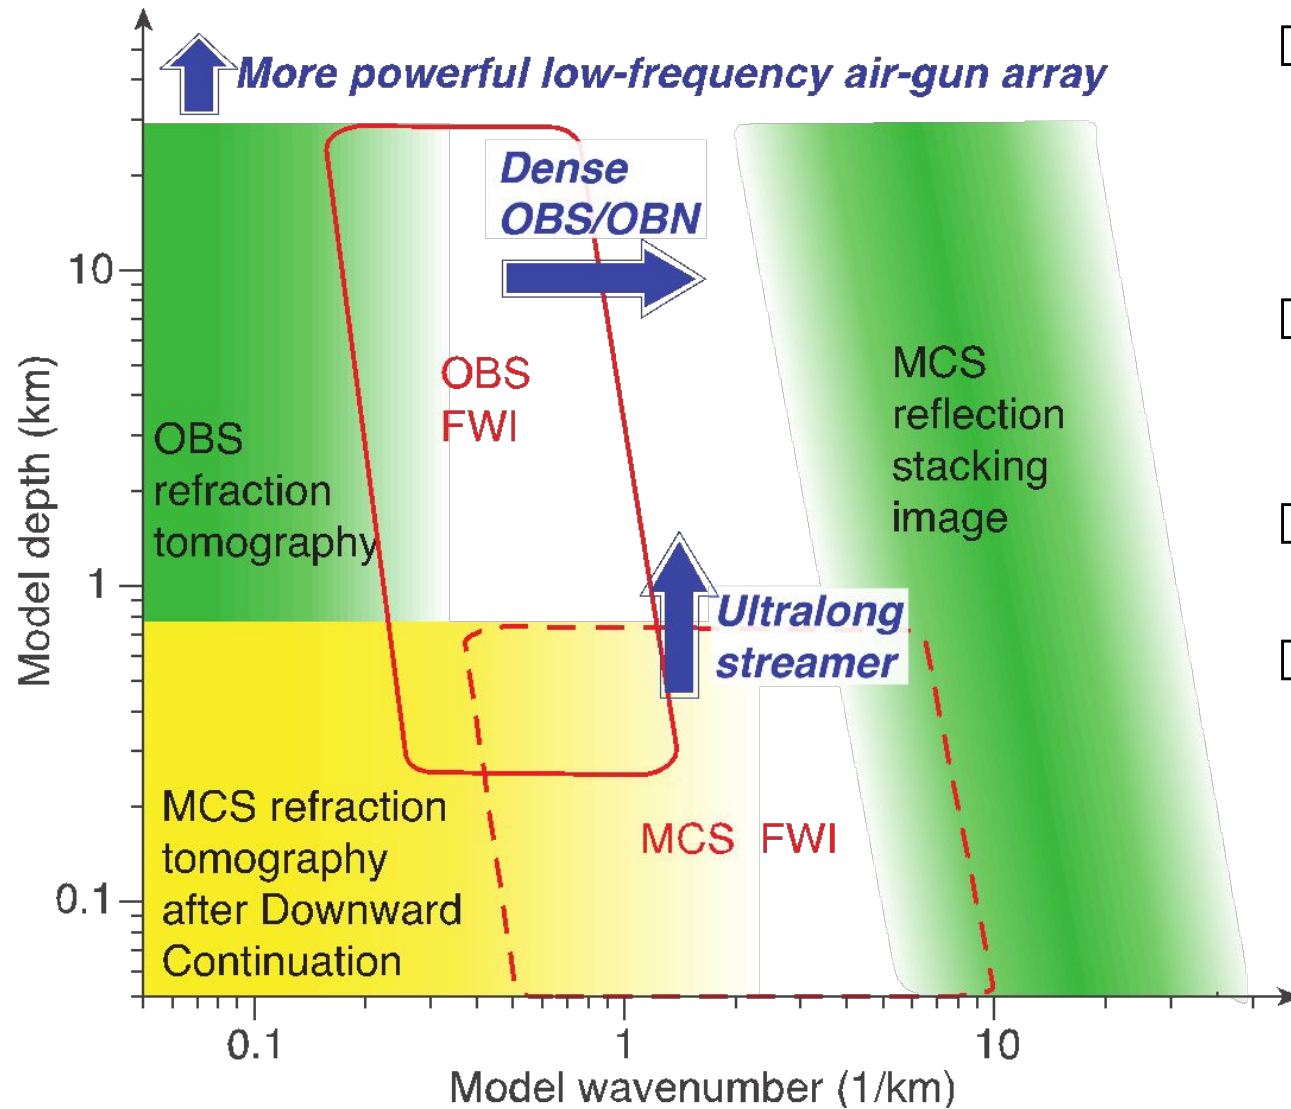 More powerful low-frequency air-gun array
Dense
OBS/OBN
10
OBS
FWI
MCS
reflection
stacking
image
OBS
refraction
tomography
1
Ultralong
streamer
MCS refraction
tomography
after Downward
Continuation
MCS FWI
0.1
Model depth (km)
0.1
1
10
Model wavenumber (1/km)